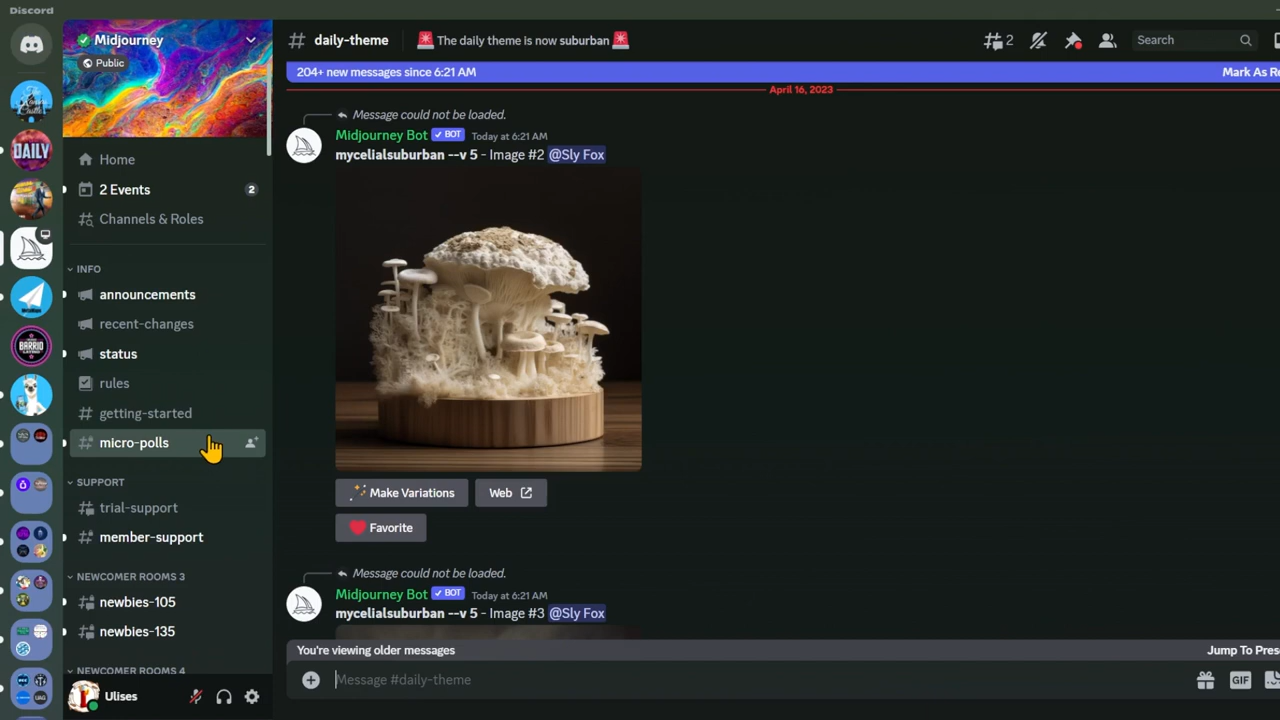 Discord
Midjourney
Public
Home
2 Events
2
Channels & Roles
INFO
announcements
recent-changes
status
rules
getting-started
micro-polls
SUPPORT
trial-support
member-support
NEWCOMER ROOMS 3
newbies-105
newbies-135
NEWCOMER ROOMS 4
Ulises
daily-theme
The daily theme is now suburban
2
Search
204+ new messages since 6:21 AM
Mark As Re
April 16, 2023
Message could not be loaded.
Midjourney Bot BOT Today at 6:21 AM
mycelialsuburban --v 5 - Image #2 @Sly Fox
Make Variations
Web
Favorite
Message could not be loaded.
Midjourney Bot BOT Today at 6:21 AM
mycelialsuburban --v 5 - Image #3 @Sly Fox
You're viewing older messages
Jump To Pres
Message #daily-theme
GIF
DAILY
BARRIO